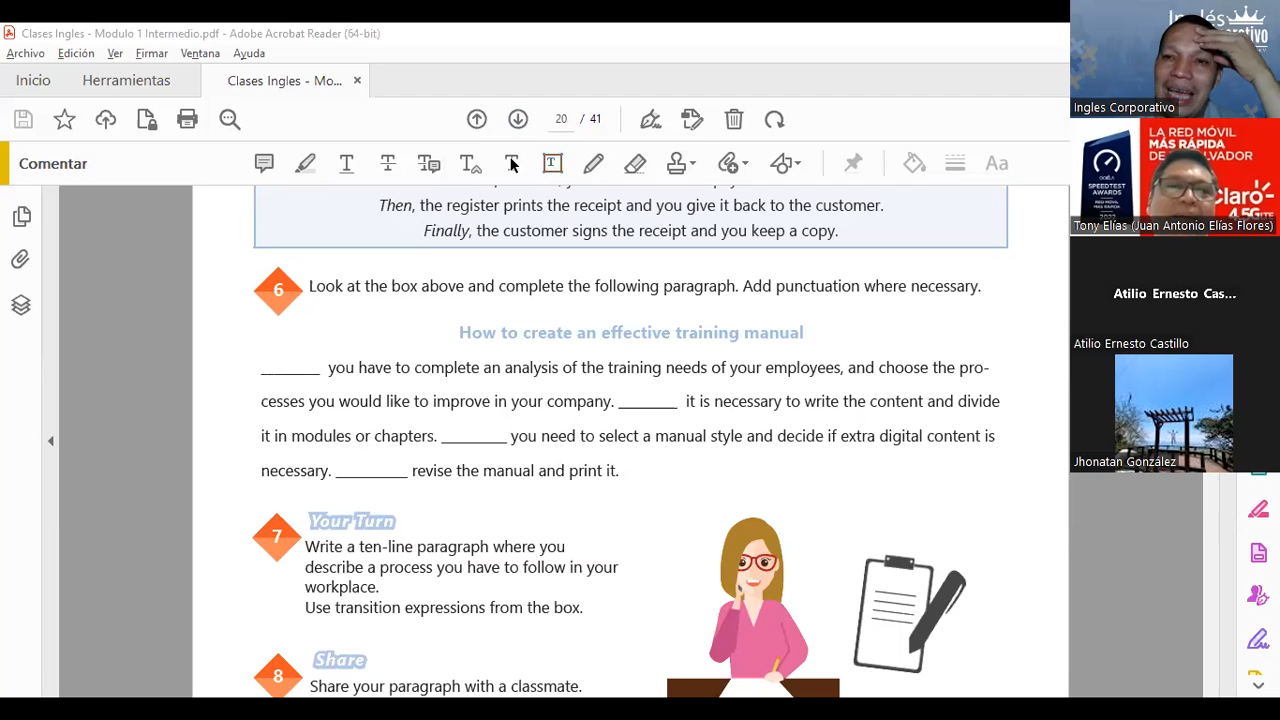 Clases Ingles - Modulo 1 Intermedio.pdf - Adobe Acrobat Reader (64-bit)
Archivo Edición Ver Firmar Ventana Ayuda
Inicio Herramientas Clases Ingles - Mo... ×
20 / 41
Comentar
Aa
Then, the register prints the receipt and you give it back to the customer.
Finally, the customer signs the receipt and you keep a copy.
6 Look at the box above and complete the following paragraph. Add punctuation where necessary.
How to create an effective training manual
________ you have to complete an analysis of the training needs of your employees, and choose the pro-
cesses you would like to improve in your company. ________ it is necessary to write the content and divide
it in modules or chapters. _________ you need to select a manual style and decide if extra digital content is
necessary. __________ revise the manual and print it.
7 Your Turn
Write a ten-line paragraph where you
describe a process you have to follow in your
workplace.
Use transition expressions from the box.
8 Share
Share your paragraph with a classmate.
Ingles Corporativo
LA RED MÓVIL
MÁS RÁPIDA
SPEEDTEST
AWARDS
Claro
4.5G
Tony Elías (Juan Antonio Elías Flores)
Atilio Ernesto Cas...
Atilio Ernesto Castillo
Jhonatan González